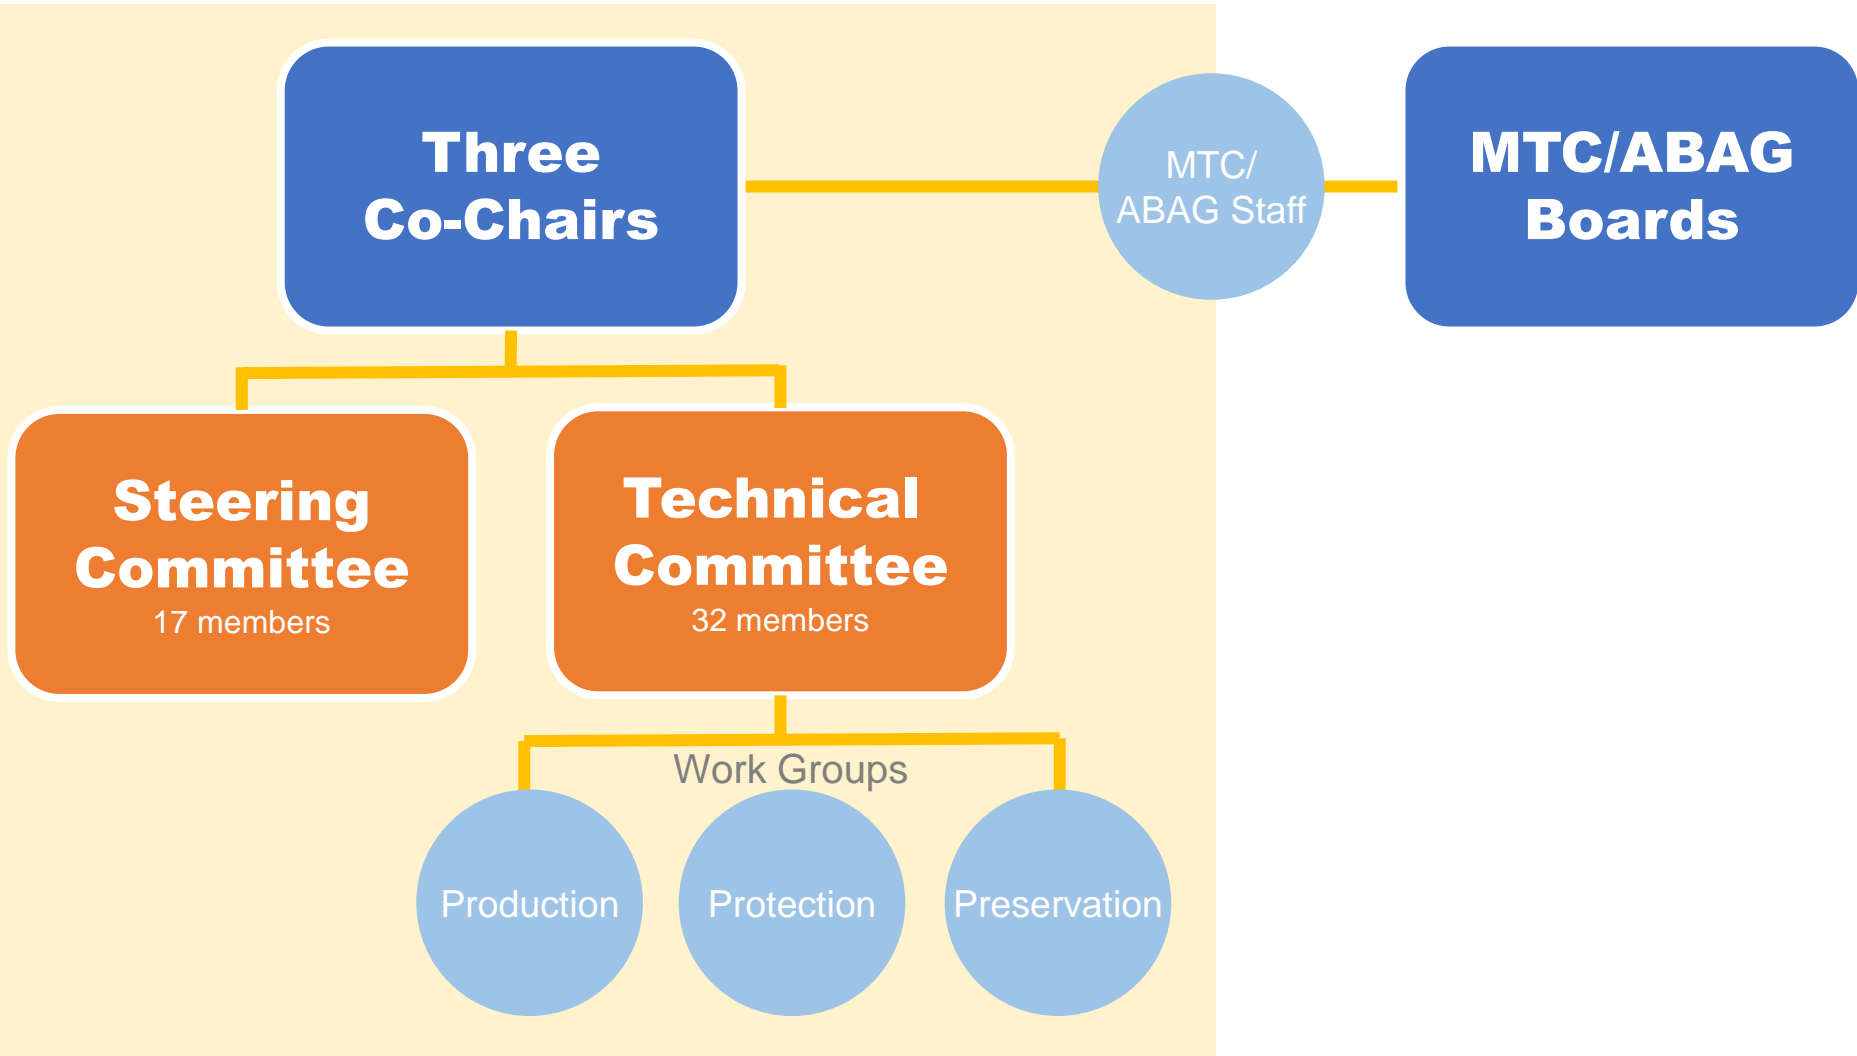 Three
Co-Chairs
MTC/
ABAG Staff
MTC/ABAG
Boards
Steering
Committee
17 members
Technical
Committee
32 members
Work Groups
Production
Protection
Preservation